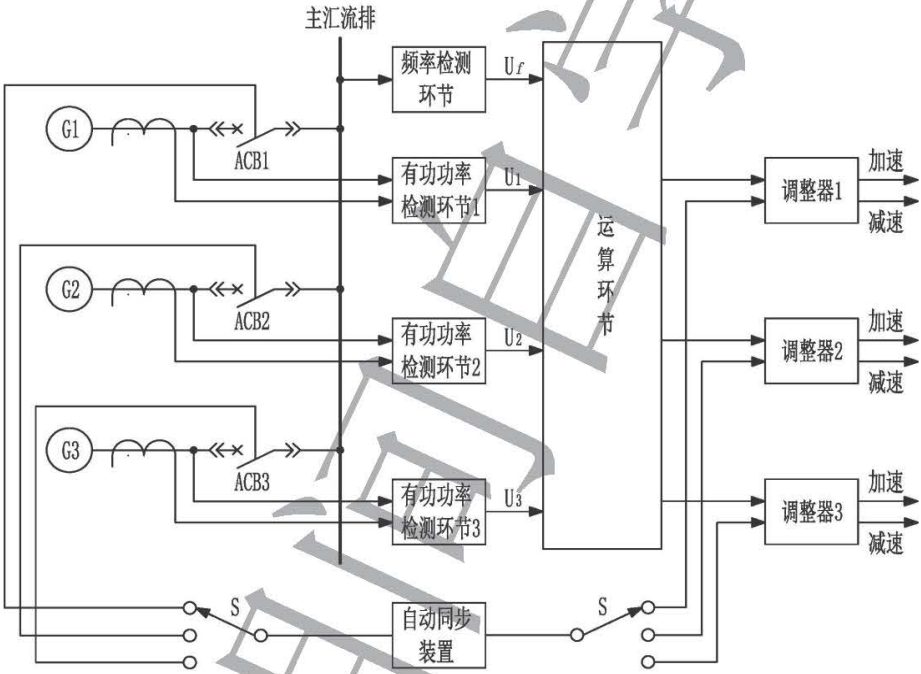 主汇流排
频率检测
环节
Uf
G1
ACB1
有功功率
检测环节1
U1
调整器1
加速
减速
运算环节
G2
ACB2
有功功率
检测环节2
U2
调整器2
加速
减速
G3
ACB3
有功功率
检测环节3
U3
调整器3
加速
减速
S
自动同步
装置
S